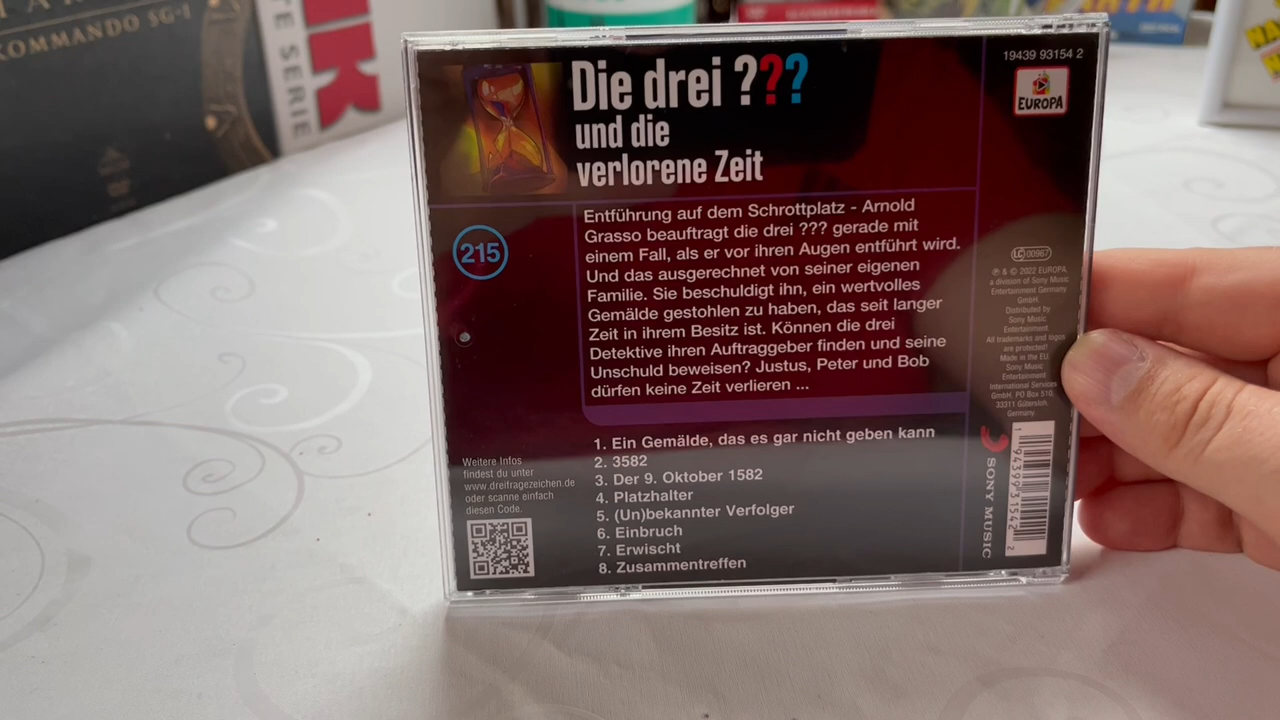 KOMMANDO SG-1
TE SERIE
IK
19439 93154 2
EUROPA
Die drei ???
und die
verlorene Zeit
215
Entführung auf dem Schrottplatz - Arnold
Grasso beauftragt die drei ??? gerade mit
einem Fall, als er vor ihren Augen entführt wird.
Und das ausgerechnet von seiner eigenen
Familie. Sie beschuldigt ihn, ein wertvolles
Gemälde gestohlen zu haben, das seit langer
Zeit in ihrem Besitz ist. Können die drei
Detektive ihren Auftraggeber finden und seine
Unschuld beweisen? Justus, Peter und Bob
dürfen keine Zeit verlieren ...
LC 00967
℗ & © 2022 EUROPA,
a division of Sony Music
Entertainment Germany
GmbH.
Distributed by
Sony Music
Entertainment.
All trademarks and logos
are protected!
Made in the EU.
Sony Music
Entertainment
International Services
GmbH, PO Box 510,
33311 Gütersloh,
Germany
1. Ein Gemälde, das es gar nicht geben kann
2. 3582
3. Der 9. Oktober 1582
4. Platzhalter
5. (Un)bekannter Verfolger
6. Einbruch
7. Erwischt
8. Zusammentreffen
Weitere Infos
findest du unter
www.dreifragezeichen.de
oder scanne einfach
diesen Code.
SONY MUSIC
1 94399 31542 2